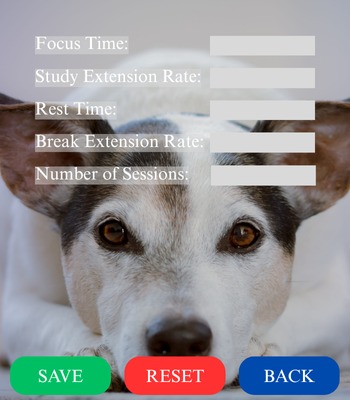 Focus Time:
Study Extension Rate:
Rest Time:
Break Extension Rate:
Number of Sessions:
SAVE RESET BACK